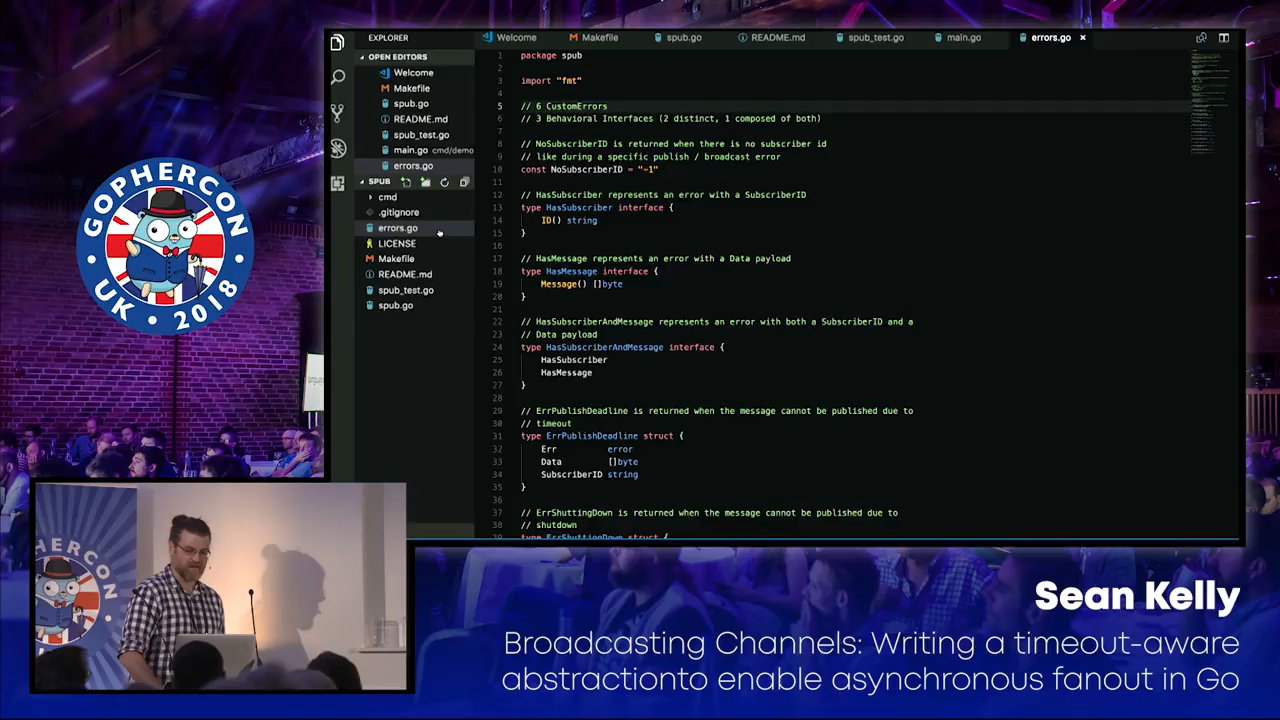 EXPLORER
OPEN EDITORS
Welcome
Makefile
spub.go
README.md
spub_test.go
main.go cmd/demo
errors.go
SPUB
cmd
.gitignore
errors.go
LICENSE
Makefile
README.md
spub_test.go
spub.go
Welcome
Makefile
spub.go
README.md
spub_test.go
main.go
errors.go
1 package spub
2
3 import "fmt"
4
5 // 6 CustomErrors
6 // 3 Behavioral Interfaces (2 distinct, 1 composed of both)
7
8 // NoSubscriberID is returned when there is no subscriber id
9 // like during a specific publish / broadcast error
10 const NoSubscriberID = "-1"
11
12 // HasSubscriber represents an error with a SubscriberID
13 type HasSubscriber interface {
14 ID() string
15 }
16
17 // HasMessage represents an error with a Data payload
18 type HasMessage interface {
19 Message() []byte
20 }
21
22 // HasSubscriberAndMessage represents an error with both a SubscriberID and a
23 // Data payload
24 type HasSubscriberAndMessage interface {
25 HasSubscriber
26 HasMessage
27 }
28
29 // ErrPublishDeadline is returned when the message cannot be published due to
30 // timeout
31 type ErrPublishDeadline struct {
32 Err error
33 Data []byte
34 SubscriberID string
35 }
36
37 // ErrShuttingDown is returned when the message cannot be published due to
38 // shutdown
39 type ErrShuttingDown struct {
GOPHERCON
UK • 2018
Sean Kelly
Broadcasting Channels: Writing a timeout-aware
abstractionto enable asynchronous fanout in Go